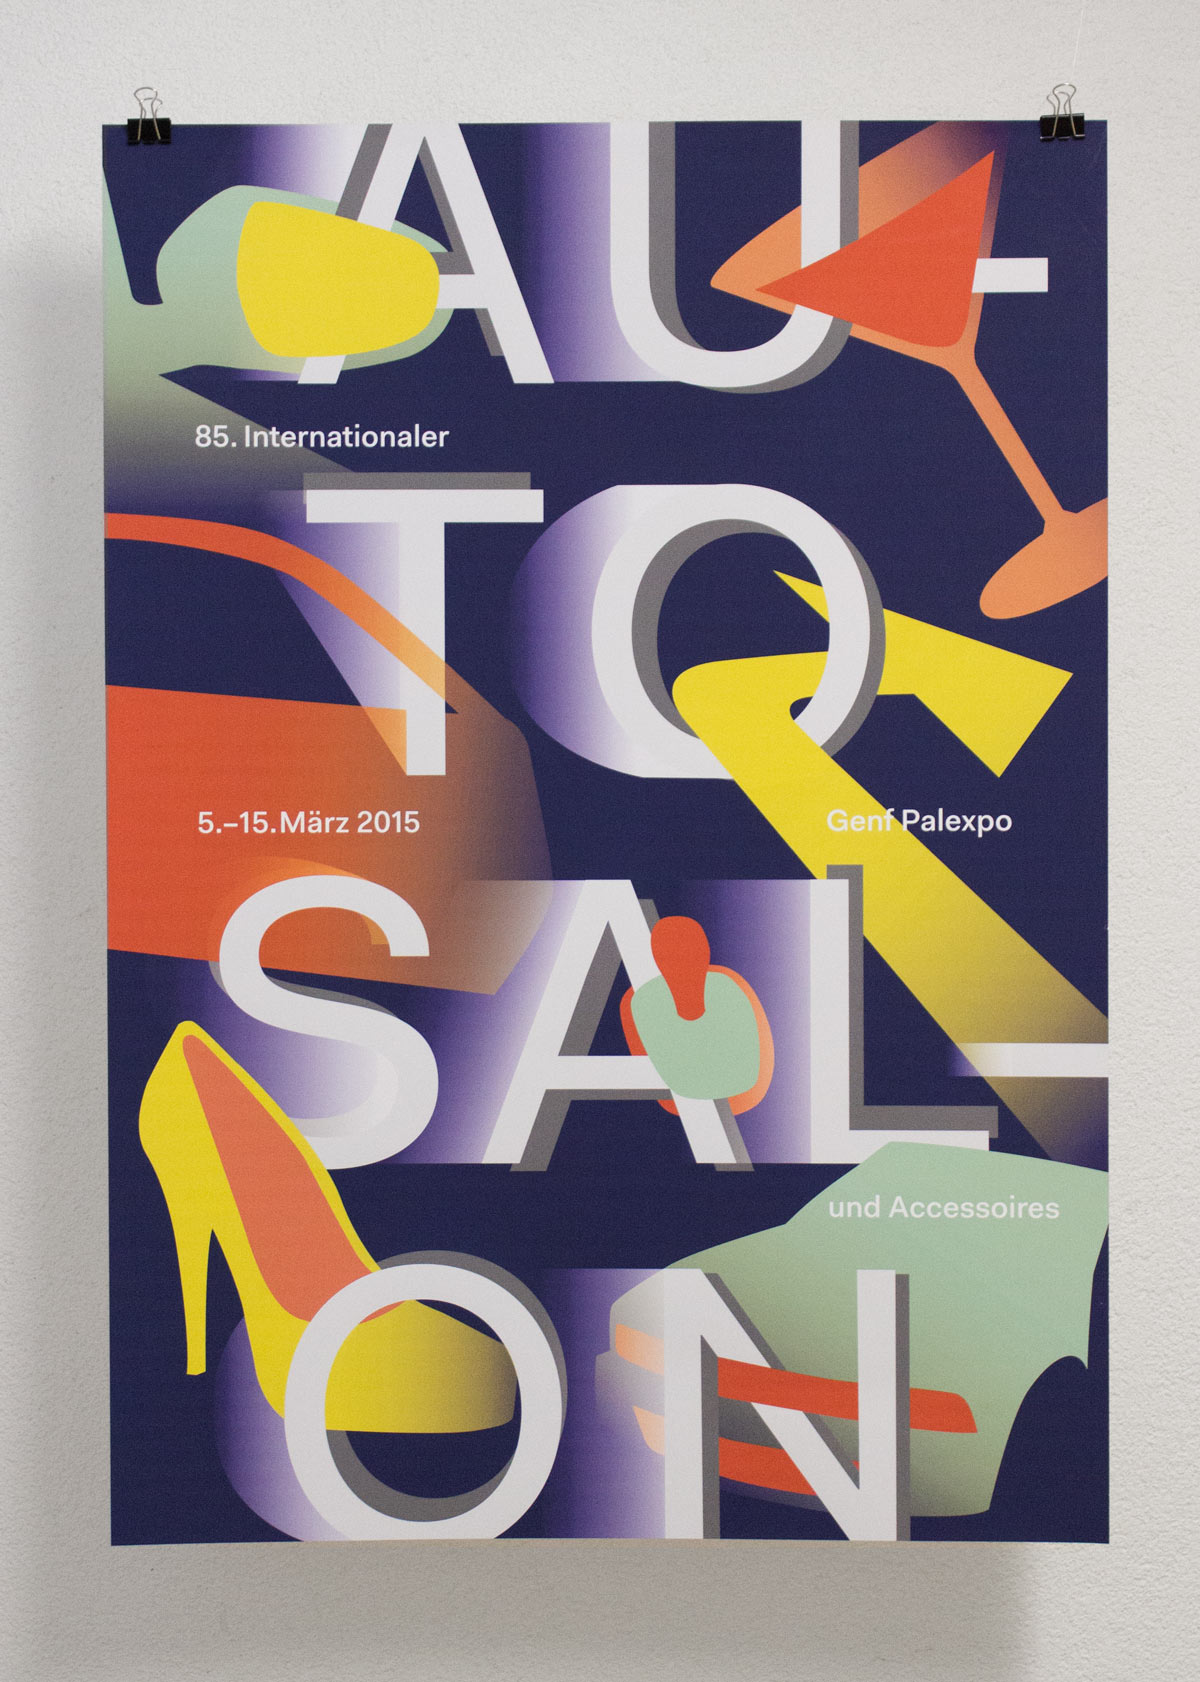 AU-
85. Internationaler
TO
5.–15. März 2015
Genf Palexpo
SAL-
und Accessoires
ON